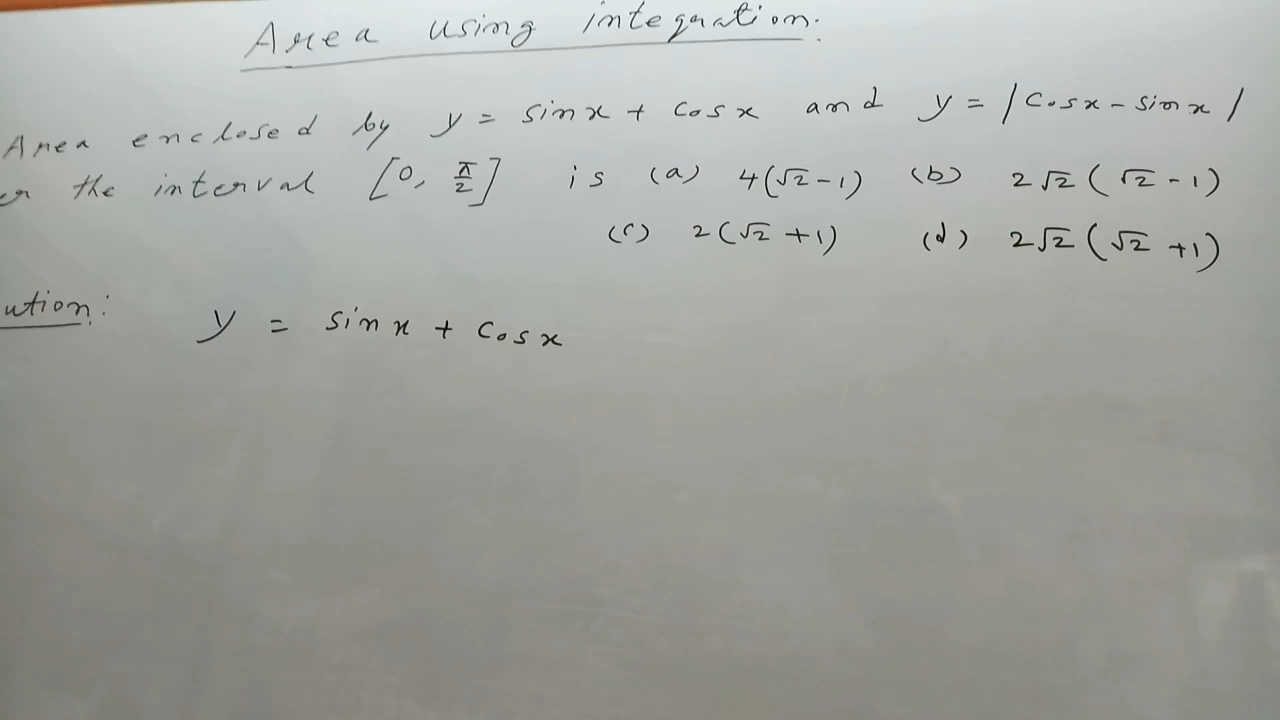 Area using integration.
Area enclosed by y = sinx + cosx and y = |cosx - sinx|
the interval [0, π/2] is (a) 4(√2-1) (b) 2√2(√2-1)
(c) 2(√2+1) (d) 2√2(√2+1)
ution: y = sinx + cosx